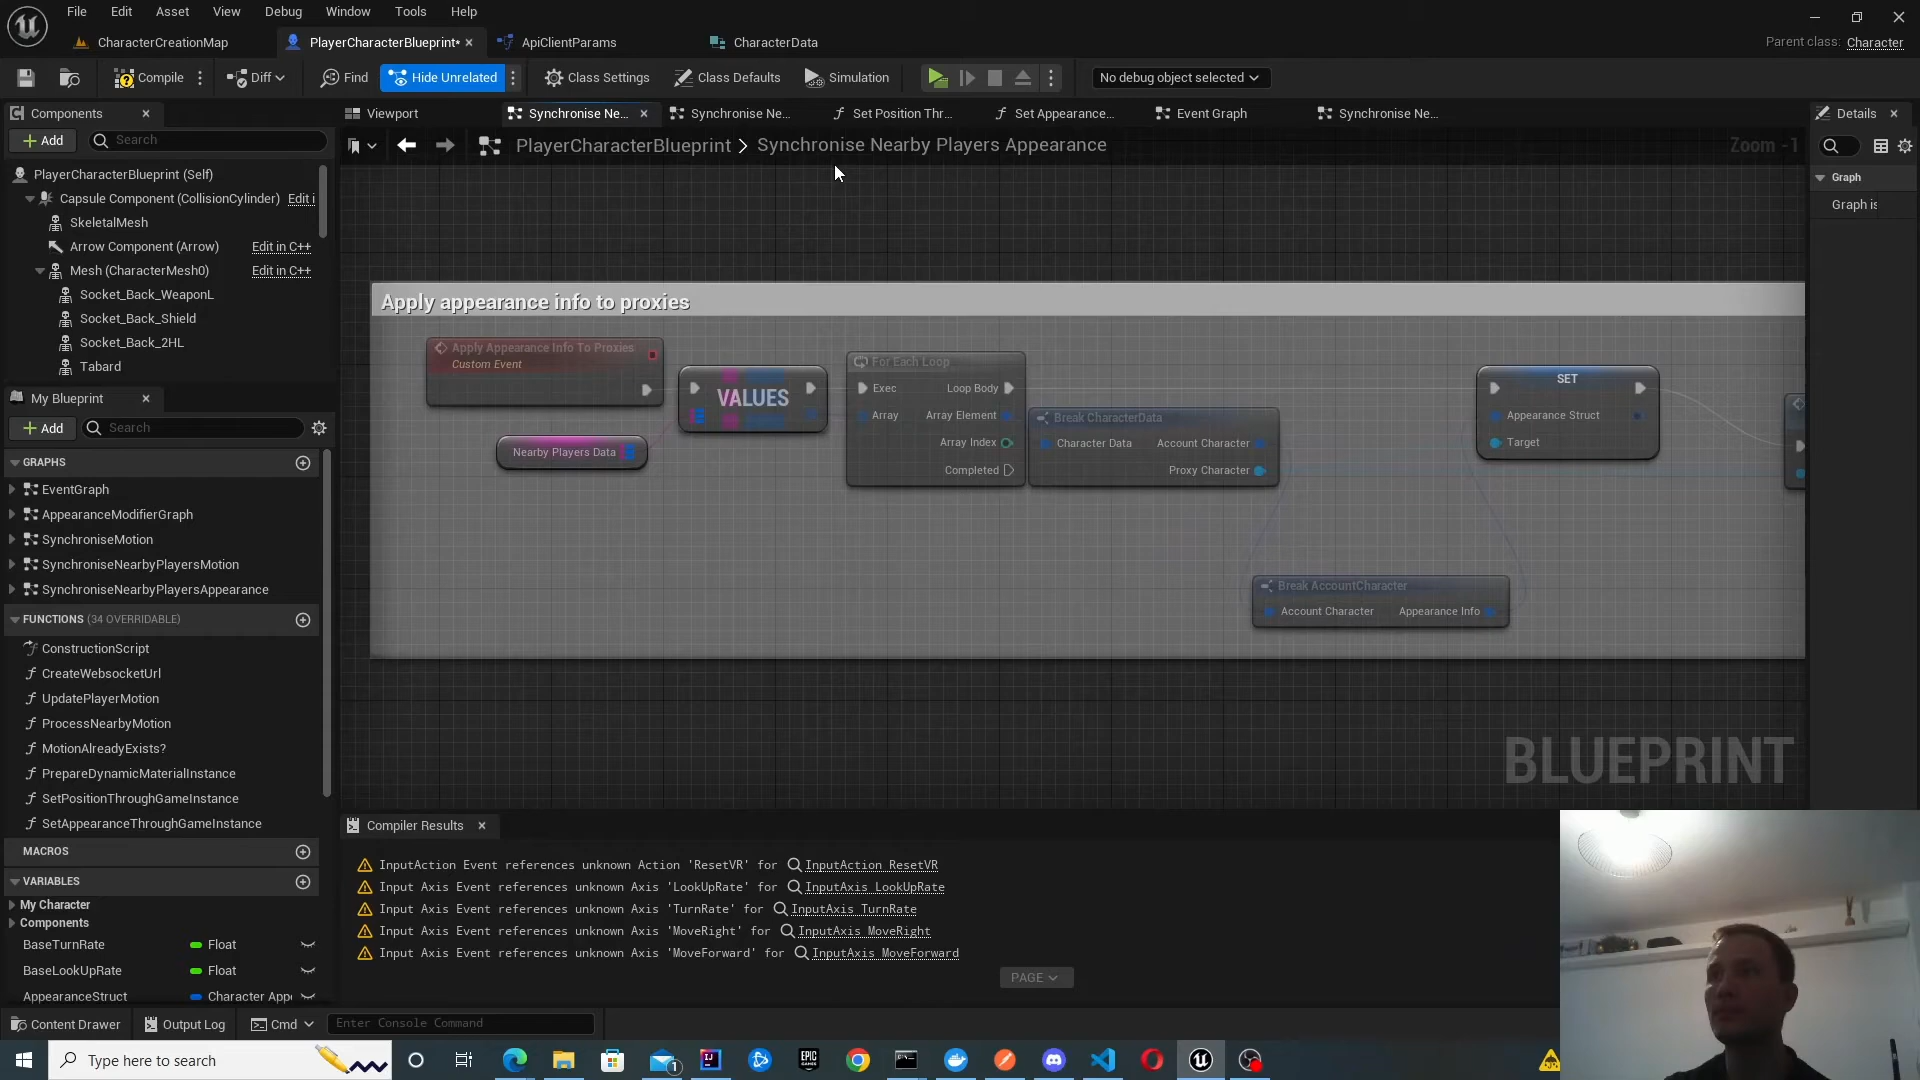 File Edit Asset View Debug Window Tools Help
CharacterCreationMap PlayerCharacterBlueprint* ApiClientParams CharacterData
Parent class: Character
Compile Diff Find Hide Unrelated Class Settings Class Defaults Simulation No debug object selected
Components
Viewport Synchronise Ne... Synchronise Ne... Set Position Thr... Set Appearance... Event Graph Synchronise Ne...
Details
Add Search
PlayerCharacterBlueprint > Synchronise Nearby Players Appearance
Zoom -1
PlayerCharacterBlueprint (Self)
Capsule Component (CollisionCylinder) Edit i
SkeletalMesh
Arrow Component (Arrow) Edit in C++
Mesh (CharacterMesh0) Edit in C++
Socket_Back_WeaponL
Socket_Back_Shield
Socket_Back_2HL
Tabard
Graph
Graph is
Apply appearance info to proxies
Apply Appearance Info To Proxies
Custom Event
VALUES
Nearby Players Data
For Each Loop
Exec Loop Body
Array Array Element
Array Index
Completed
Break CharacterData
Character Data Account Character
Proxy Character
Break AccountCharacter
Account Character Appearance Info
SET
Appearance Struct
Target
BLUEPRINT
My Blueprint
Add Search
GRAPHS
EventGraph
AppearanceModifierGraph
SynchroniseMotion
SynchroniseNearbyPlayersMotion
SynchroniseNearbyPlayersAppearance
FUNCTIONS (34 OVERRIDABLE)
ConstructionScript
CreateWebsocketUrl
UpdatePlayerMotion
ProcessNearbyMotion
MotionAlreadyExists?
PrepareDynamicMaterialInstance
SetPositionThroughGameInstance
SetAppearanceThroughGameInstance
MACROS
VARIABLES
My Character
Components
BaseTurnRate Float
BaseLookUpRate Float
AppearanceStruct Character Appe
Compiler Results
InputAction Event references unknown Action 'ResetVR' for InputAction ResetVR
Input Axis Event references unknown Axis 'LookUpRate' for InputAxis LookUpRate
Input Axis Event references unknown Axis 'TurnRate' for InputAxis TurnRate
Input Axis Event references unknown Axis 'MoveRight' for InputAxis MoveRight
Input Axis Event references unknown Axis 'MoveForward' for InputAxis MoveForward
PAGE
Content Drawer Output Log Cmd Enter Console Command
Type here to search